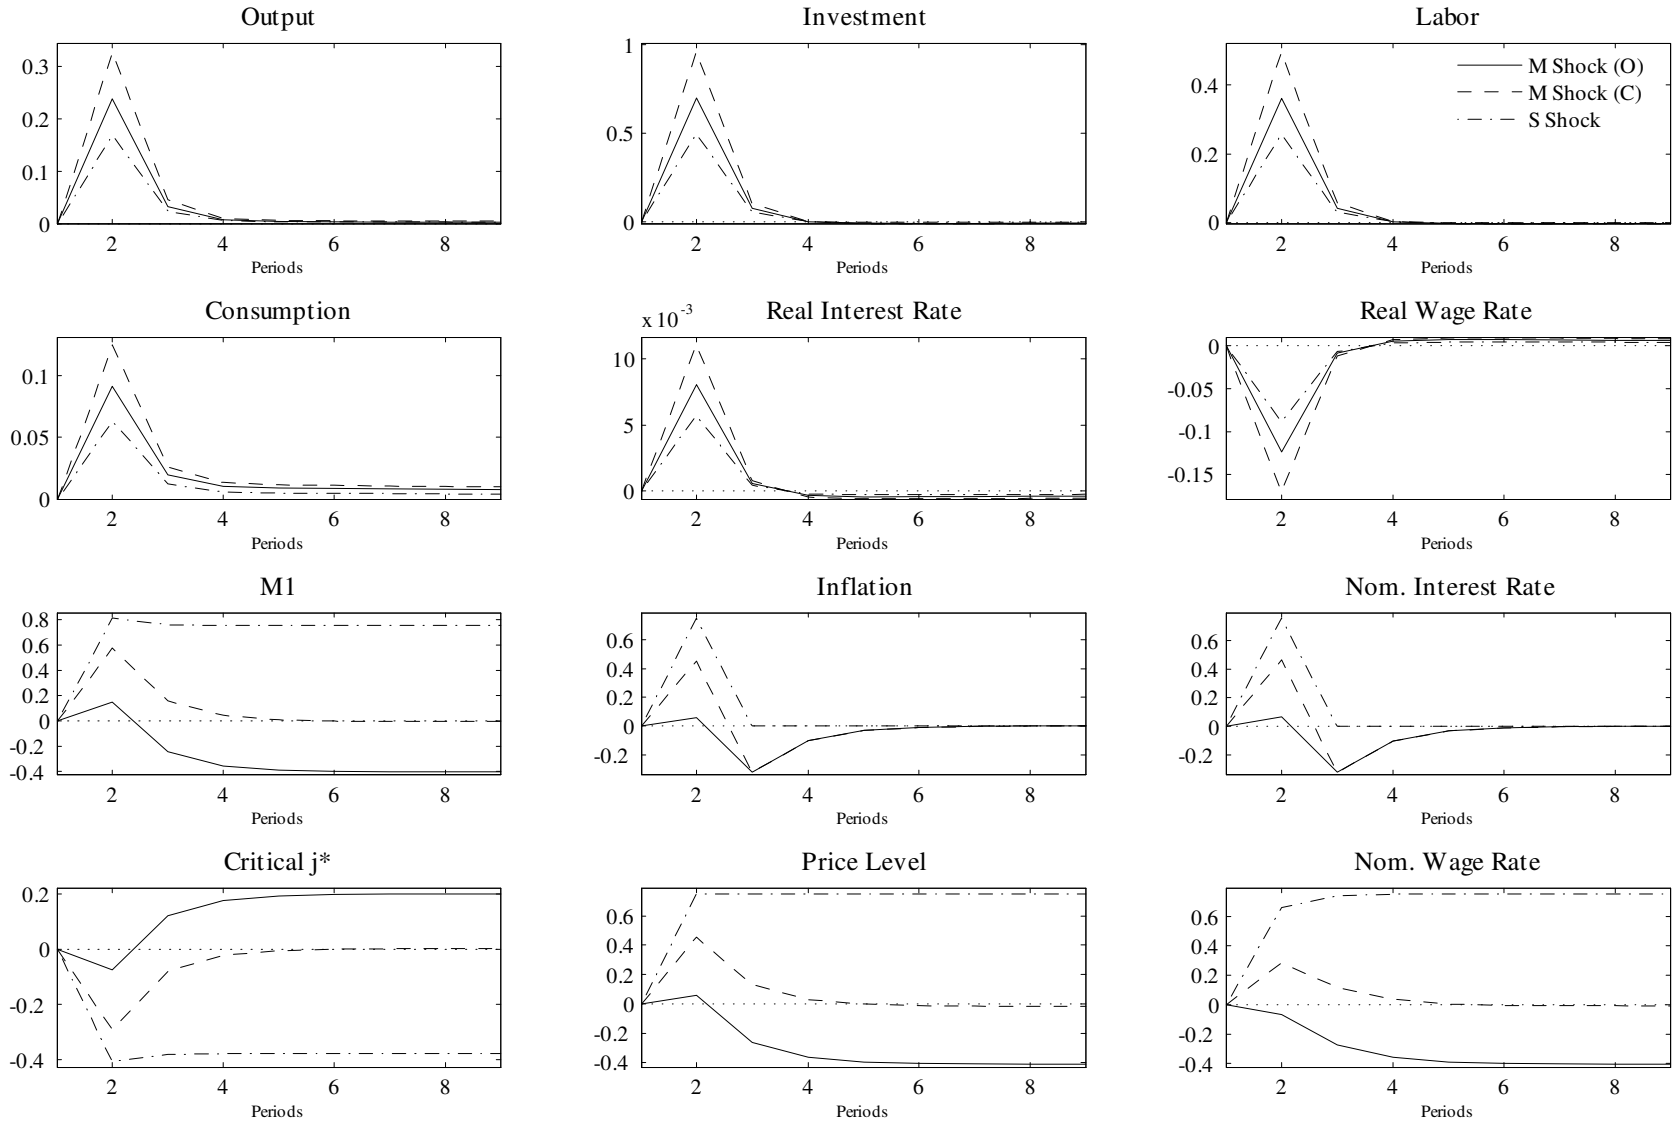 Output
0.3
0.2
0.1
0
2 4 6 8
Periods
Investment
1
0.5
0
2 4 6 8
Periods
Labor
M Shock (O)
M Shock (C)
S Shock
0.4
0.2
0
2 4 6 8
Periods
Consumption
0.1
0.05
0
2 4 6 8
Periods
Real Interest Rate
x 10^-3
10
5
0
2 4 6 8
Periods
Real Wage Rate
0
-0.05
-0.1
-0.15
2 4 6 8
Periods
M1
0.8
0.6
0.4
0.2
0
-0.2
-0.4
2 4 6 8
Periods
Inflation
0.6
0.4
0.2
0
-0.2
2 4 6 8
Periods
Nom. Interest Rate
0.6
0.4
0.2
0
-0.2
2 4 6 8
Periods
Critical j*
0.2
0
-0.2
-0.4
2 4 6 8
Periods
Price Level
0.6
0.4
0.2
0
-0.2
-0.4
2 4 6 8
Periods
Nom. Wage Rate
0.6
0.4
0.2
0
-0.2
-0.4
2 4 6 8
Periods